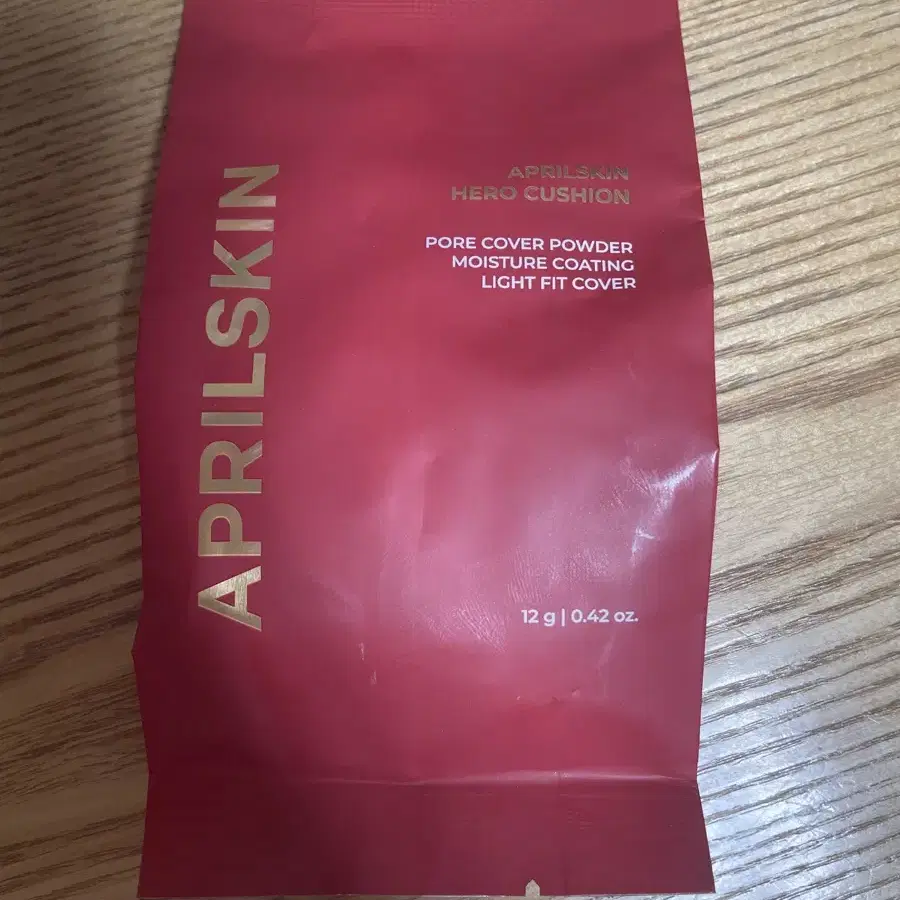 APRILSKIN
APRILSKIN
HERO CUSHION
PORE COVER POWDER
MOISTURE COATING
LIGHT FIT COVER
12 g | 0.42 oz.